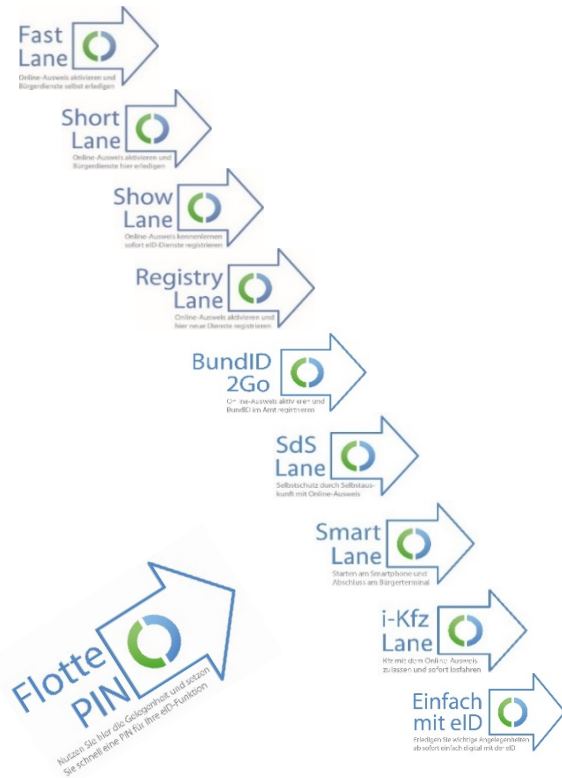 Fast
Lane
Online-Ausweis aktivieren und
Bürgerdienste selbst erledigen
Short
Lane
Online-Ausweis aktivieren und
Bürgerdienste hier erledigen
Show
Lane
Online-Ausweis kennenlernen
sofort eID-Dienste registrieren
Registry
Lane
Online-Ausweis aktivieren und
hier neue Dienste registrieren
BundID
2Go
Online-Ausweis aktivieren und
BundID im Amt registrieren
SdS
Lane
Selbstschutz durch Selbstaus-
kunft mit Online-Ausweis
Smart
Lane
Starten am Smartphone und
Abschluss am Bürgerterminal
i-Kfz
Lane
Kfz mit dem Online-Ausweis
zulassen und sofort losfahren
Einfach
mit eID
Erledigen Sie wichtige Angelegenheiten
ab sofort einfach digital mit der eID
Flotte
PIN
Nutzen Sie hier die Gelegenheit und setzen
Sie schnell eine PIN für Ihre eID-Funktion